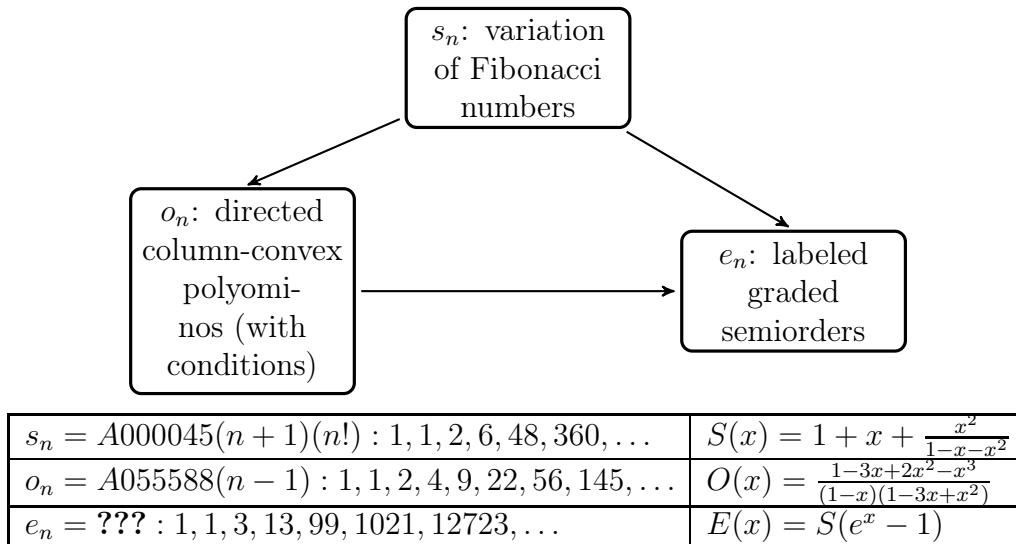 s_n: variation
of Fibonacci
numbers
o_n: directed
column-convex
polyomi-
nos (with
conditions)
e_n: labeled
graded
semiorders
s_n = A000045(n + 1)(n!) : 1, 1, 2, 6, 48, 360, . . . S(x) = 1 + x + \frac{x^2}{1-x-x^2}
o_n = A055588(n − 1) : 1, 1, 2, 4, 9, 22, 56, 145, . . . O(x) = \frac{1-3x+2x^2-x^3}{(1-x)(1-3x+x^2)}
e_n = ??? : 1, 1, 3, 13, 99, 1021, 12723, . . . E(x) = S(e^x − 1)